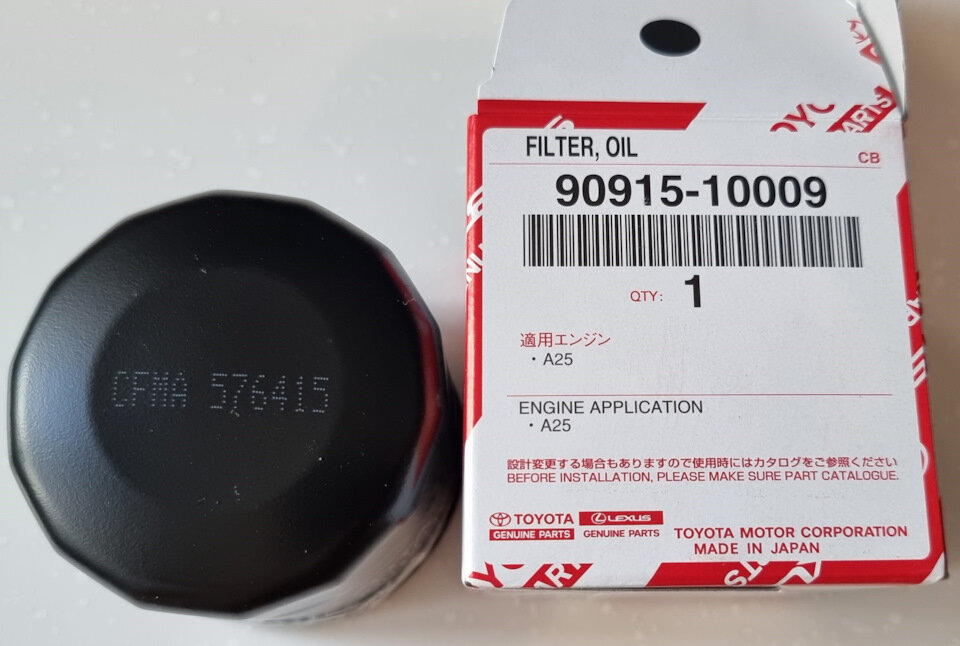 FILTER, OIL
CB
90915-10009
QTY: 1
適用エンジン
・A25
ENGINE APPLICATION
・A25
設計変更する場合もありますので使用時にはカタログをご参照ください
BEFORE INSTALLATION, PLEASE MAKE SURE PART CATALOGUE.
TOYOTA
GENUINE PARTS
LEXUS
GENUINE PARTS
TOYOTA MOTOR CORPORATION
MADE IN JAPAN
CFMA 576415